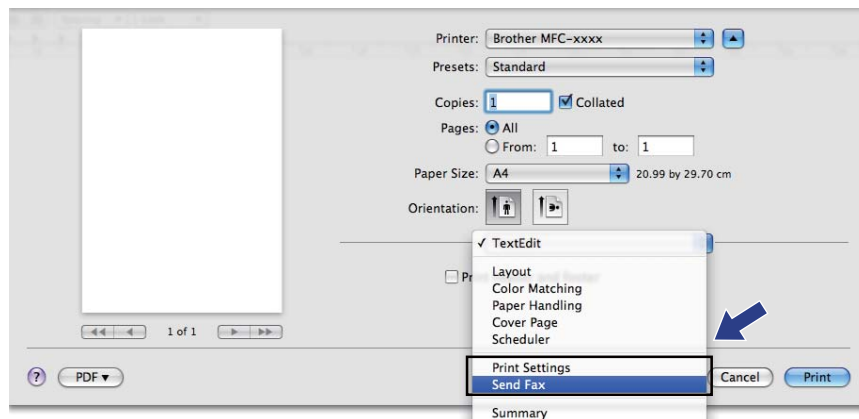 Printer: Brother MFC-xxxx
Presets: Standard
Copies: 1 Collated
Pages: All
From: 1 to: 1
Paper Size: A4 20.99 by 29.70 cm
Orientation:
✓ TextEdit
Layout
Color Matching
Paper Handling
Cover Page
Scheduler
Print Settings
Send Fax
Summary
1 of 1
? PDF▼ Cancel Print